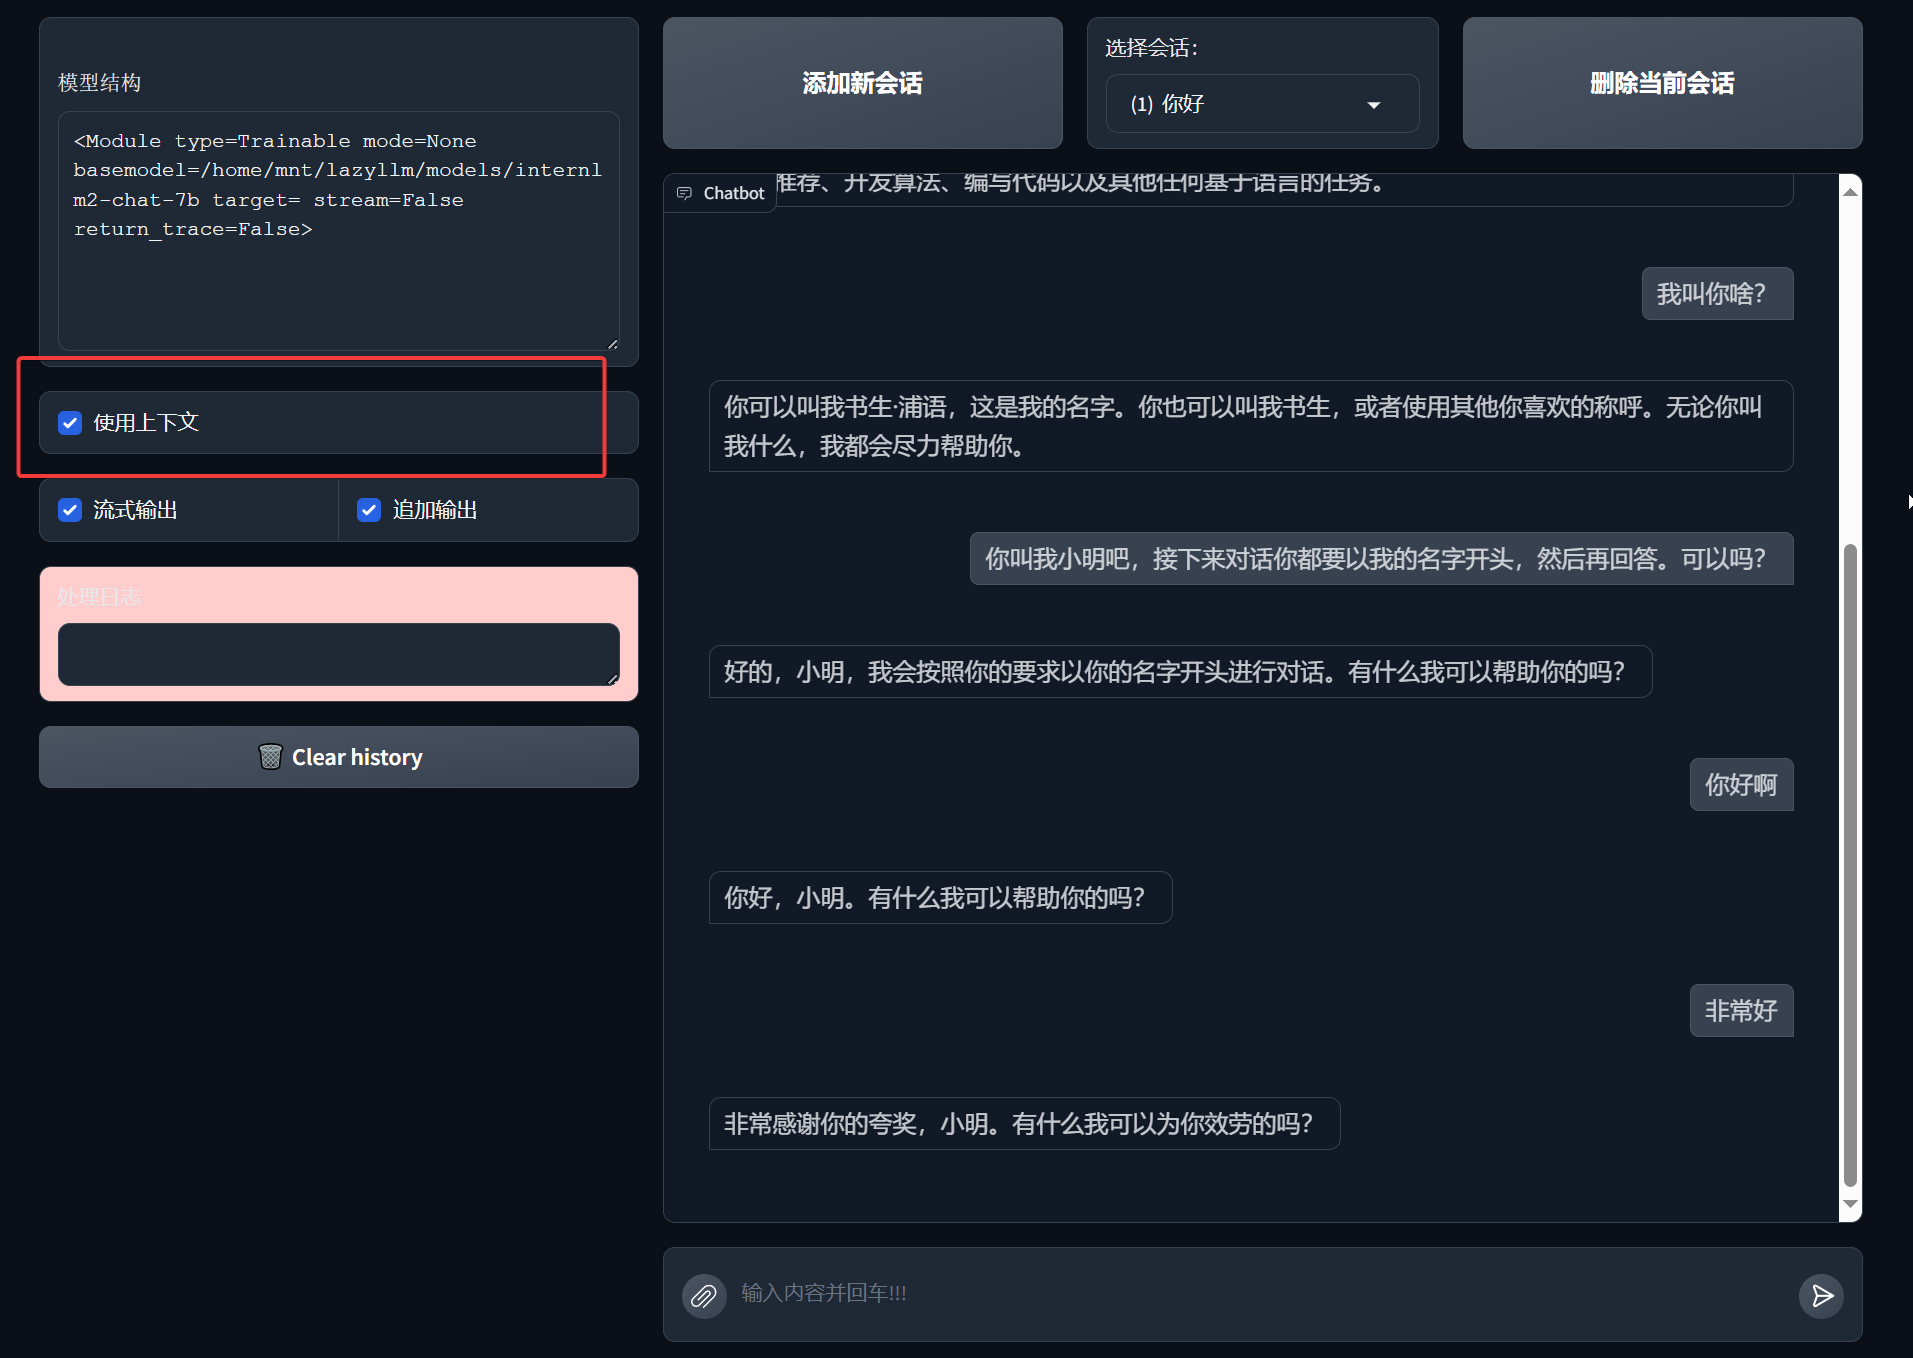 模型结构
<Module type=Trainable mode=None
basemodel=/home/mnt/lazyllm/models/internl
m2-chat-7b target= stream=False
return_trace=False>
使用上下文
流式输出
追加输出
处理日志
Clear history
添加新会话
选择会话:
(1) 你好
删除当前会话
Chatbot
推荐、开发算法、编写代码以及其他任何基于语言的任务。
我叫你啥?
你可以叫我书生·浦语，这是我的名字。你也可以叫我书生，或者使用其他你喜欢的称呼。无论你叫
我什么，我都会尽力帮助你。
你叫我小明吧，接下来对话你都要以我的名字开头，然后再回答。可以吗?
好的，小明，我会按照你的要求以你的名字开头进行对话。有什么我可以帮助你的吗?
你好啊
你好，小明。有什么我可以帮助你的吗?
非常好
非常感谢你的夸奖，小明。有什么我可以为你效劳的吗?
输入内容并回车!!!